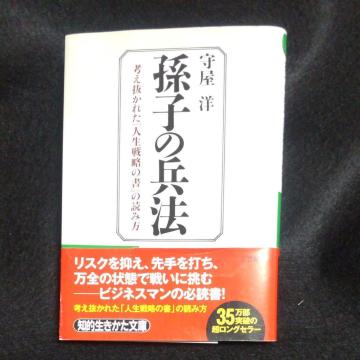 守屋 洋
孫子の兵法
考え抜かれた「人生戦略の書」の読み方
リスクを抑え、先手を打ち、
万全の状態で戦いに挑む――
――ビジネスマンの必読書!
考え抜かれた「人生戦略の書」の読み方
知的生きかた文庫
35万部
突破の
超ロングセラー